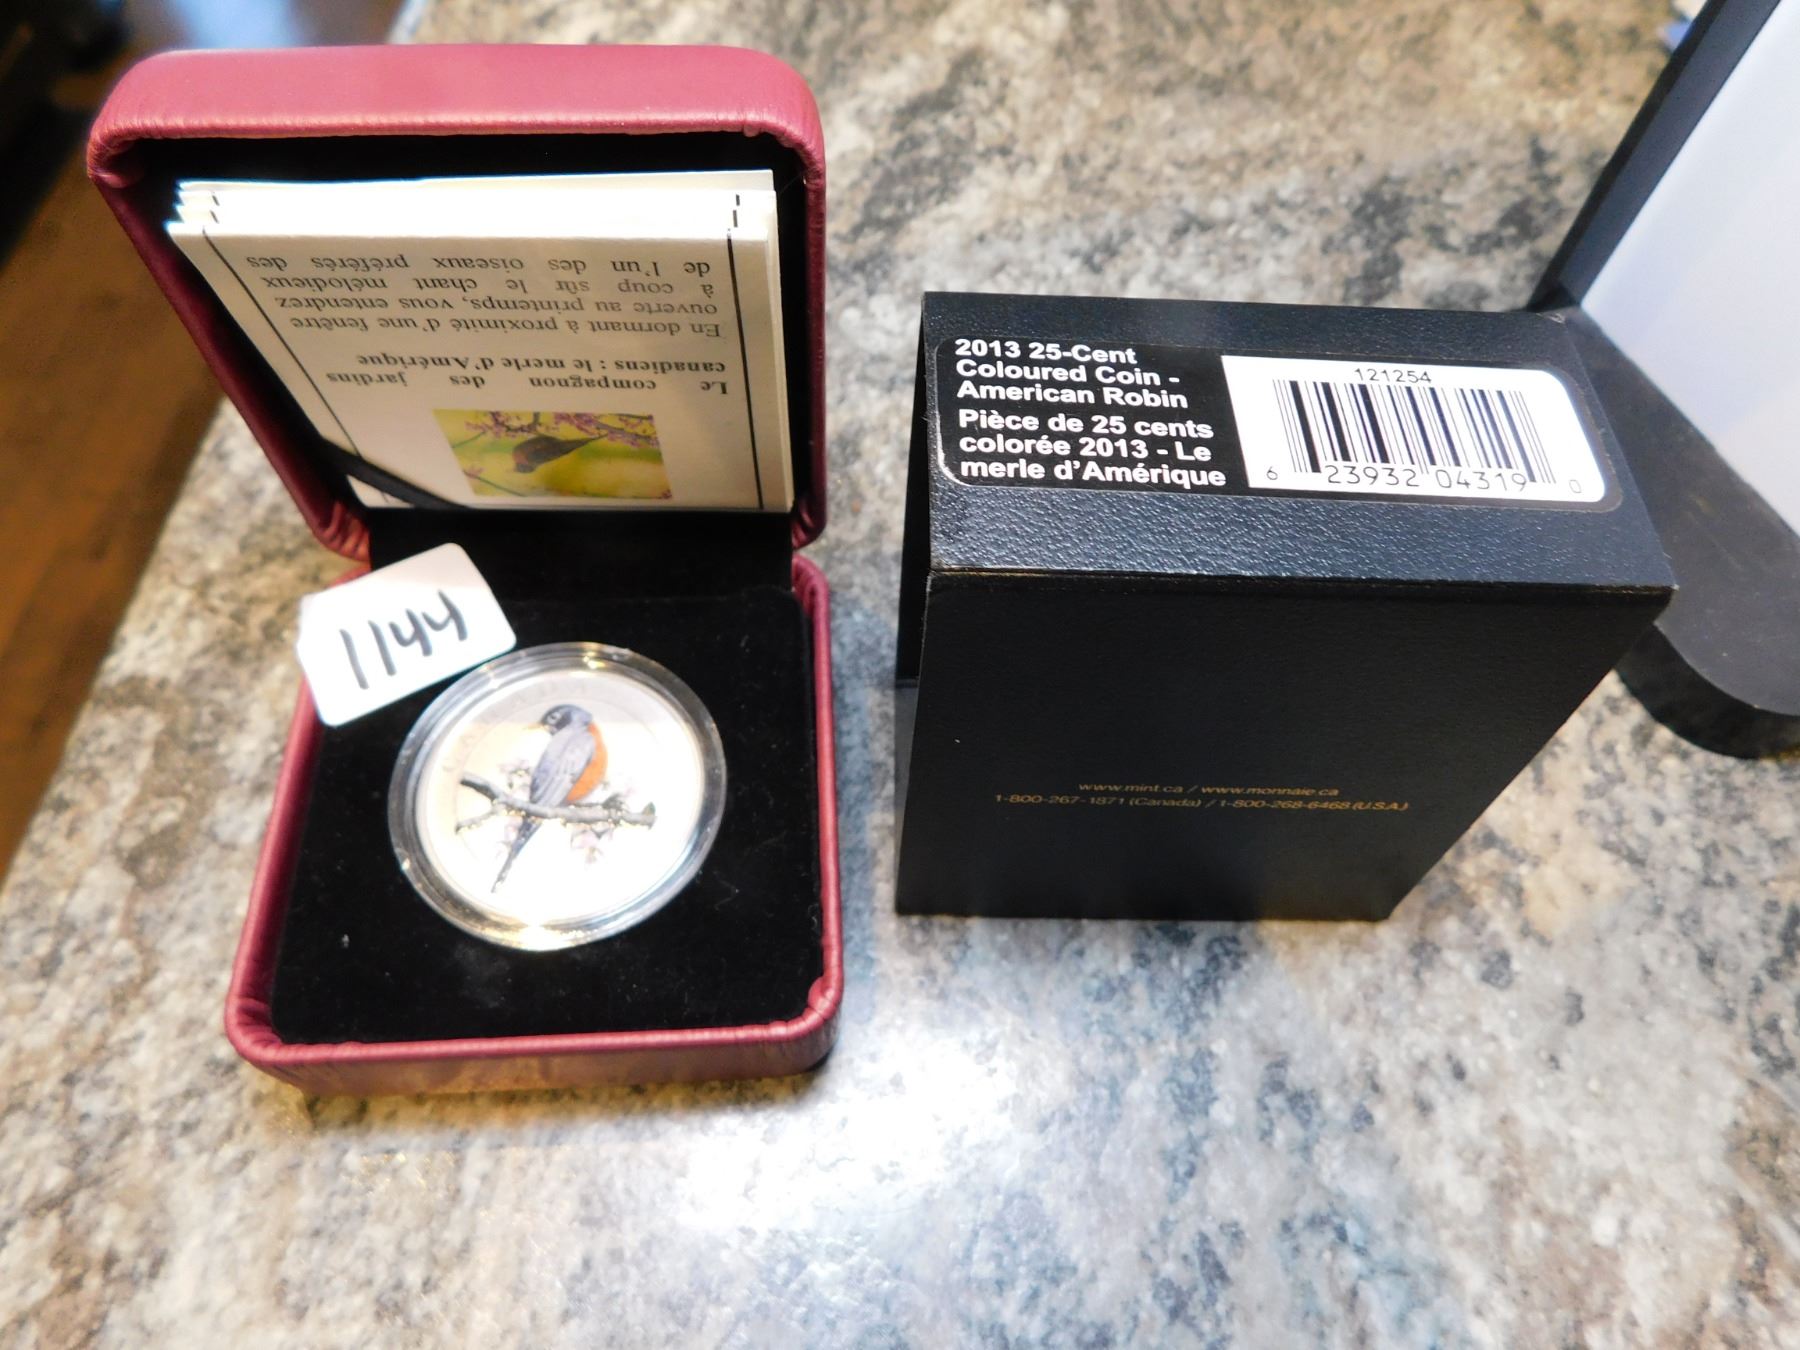 Le compagnon des jardins
canadiens : le merle d'Amérique
En dormant à proximité d'une fenêtre
ouverte au printemps, vous entendrez
à coup sûr le chant mélodieux
de l'un des oiseaux préférés des
1144
CANADA
2013 25-Cent
Coloured Coin -
American Robin
Pièce de 25 cents
colorée 2013 - Le
merle d'Amérique
121254
6 23932 04319 0
www.mint.ca / www.monnaie.ca
1-800-267-1871 (Canada) / 1-800-268-6468 (U.S.A.)